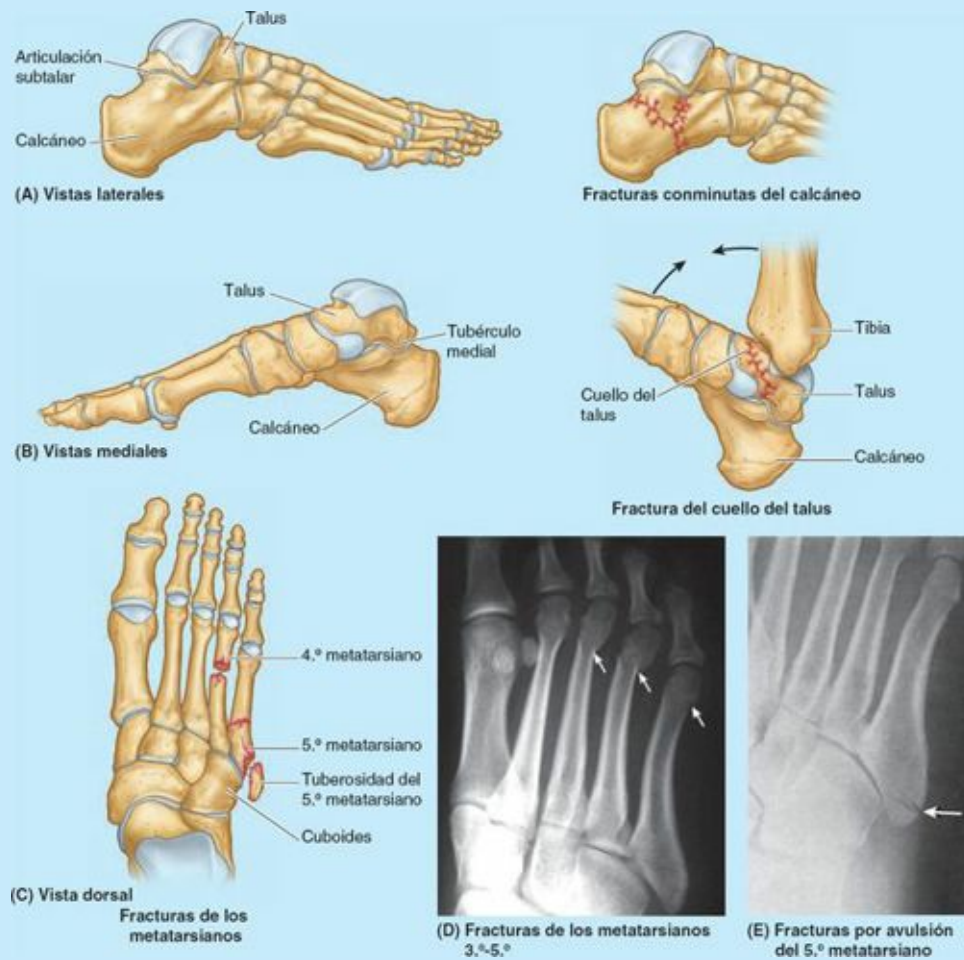 Talus
Articulación
subtalar
Calcáneo
(A) Vistas laterales
Fracturas conminutas del calcáneo
Talus
Tubérculo
medial
Calcáneo
(B) Vistas mediales
Tibia
Cuello del
talus
Talus
Calcáneo
Fractura del cuello del talus
4.º metatarsiano
5.º metatarsiano
Tuberosidad del
5.º metatarsiano
Cuboides
(C) Vista dorsal
Fracturas de los
metatarsianos
(D) Fracturas de los metatarsianos
3.º-5.º
(E) Fracturas por avulsión
del 5.º metatarsiano